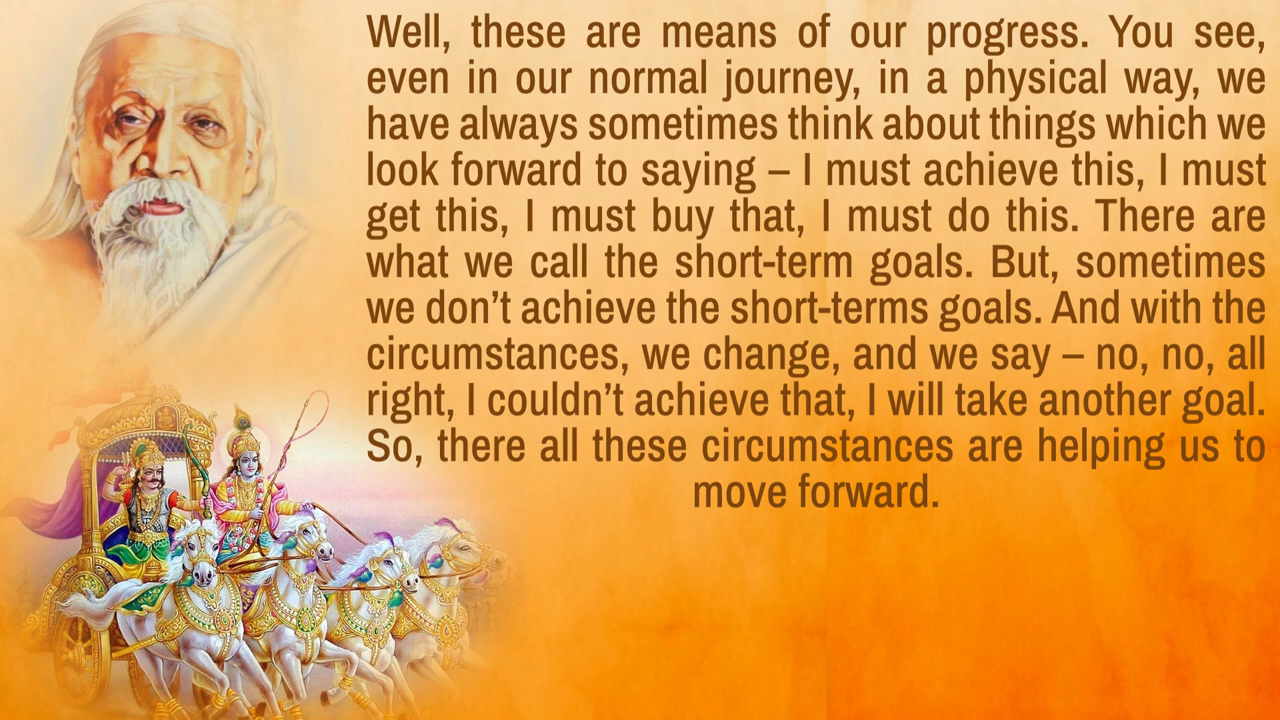 Well, these are means of our progress. You see,
even in our normal journey, in a physical way, we
have always sometimes think about things which we
look forward to saying – I must achieve this, I must
get this, I must buy that, I must do this. There are
what we call the short-term goals. But, sometimes
we don’t achieve the short-terms goals. And with the
circumstances, we change, and we say – no, no, all
right, I couldn’t achieve that, I will take another goal.
So, there all these circumstances are helping us to
move forward.